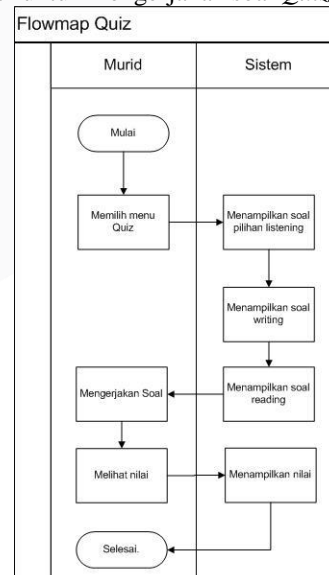 Flowmap Quiz
Murid
Sistem
Mulai
Memilih menu
Quiz
Menampilkan soal
pilihan listening
Menampilkan soal
writing
Menampilkan soal
reading
Mengerjakan Soal
Melihat nilai
Menampilkan nilai
Selesai.